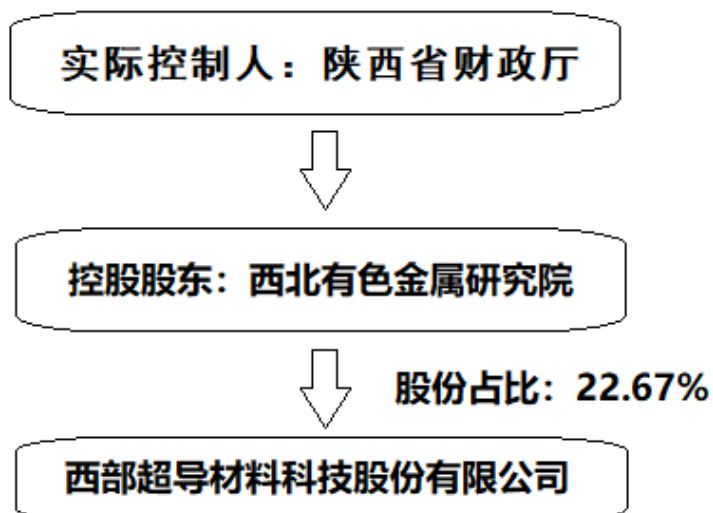 实际控制人：陕西省财政厅
控股股东：西北有色金属研究院
股份占比：22.67%
西部超导材料科技股份有限公司